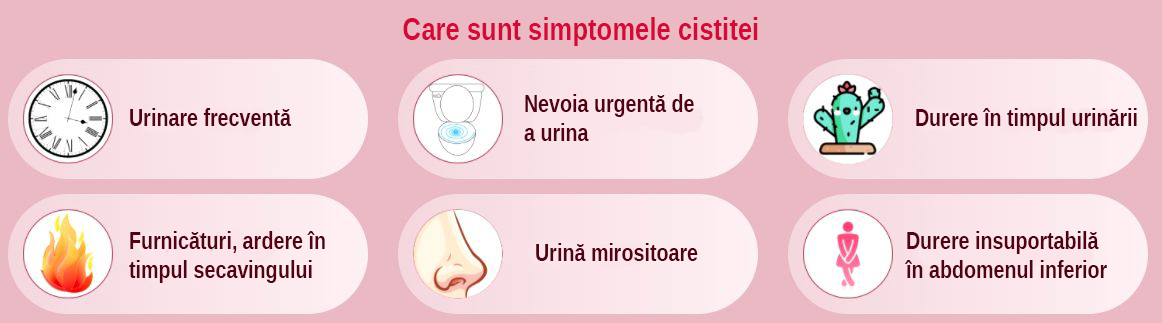 Care sunt simptomele cistitei
Urinare frecventă
Nevoia urgentă de
a urina
Durere în timpul urinării
Furnicături, ardere în
timpul secavingului
Urină mirositoare
Durere insuportabilă
în abdomenul inferior